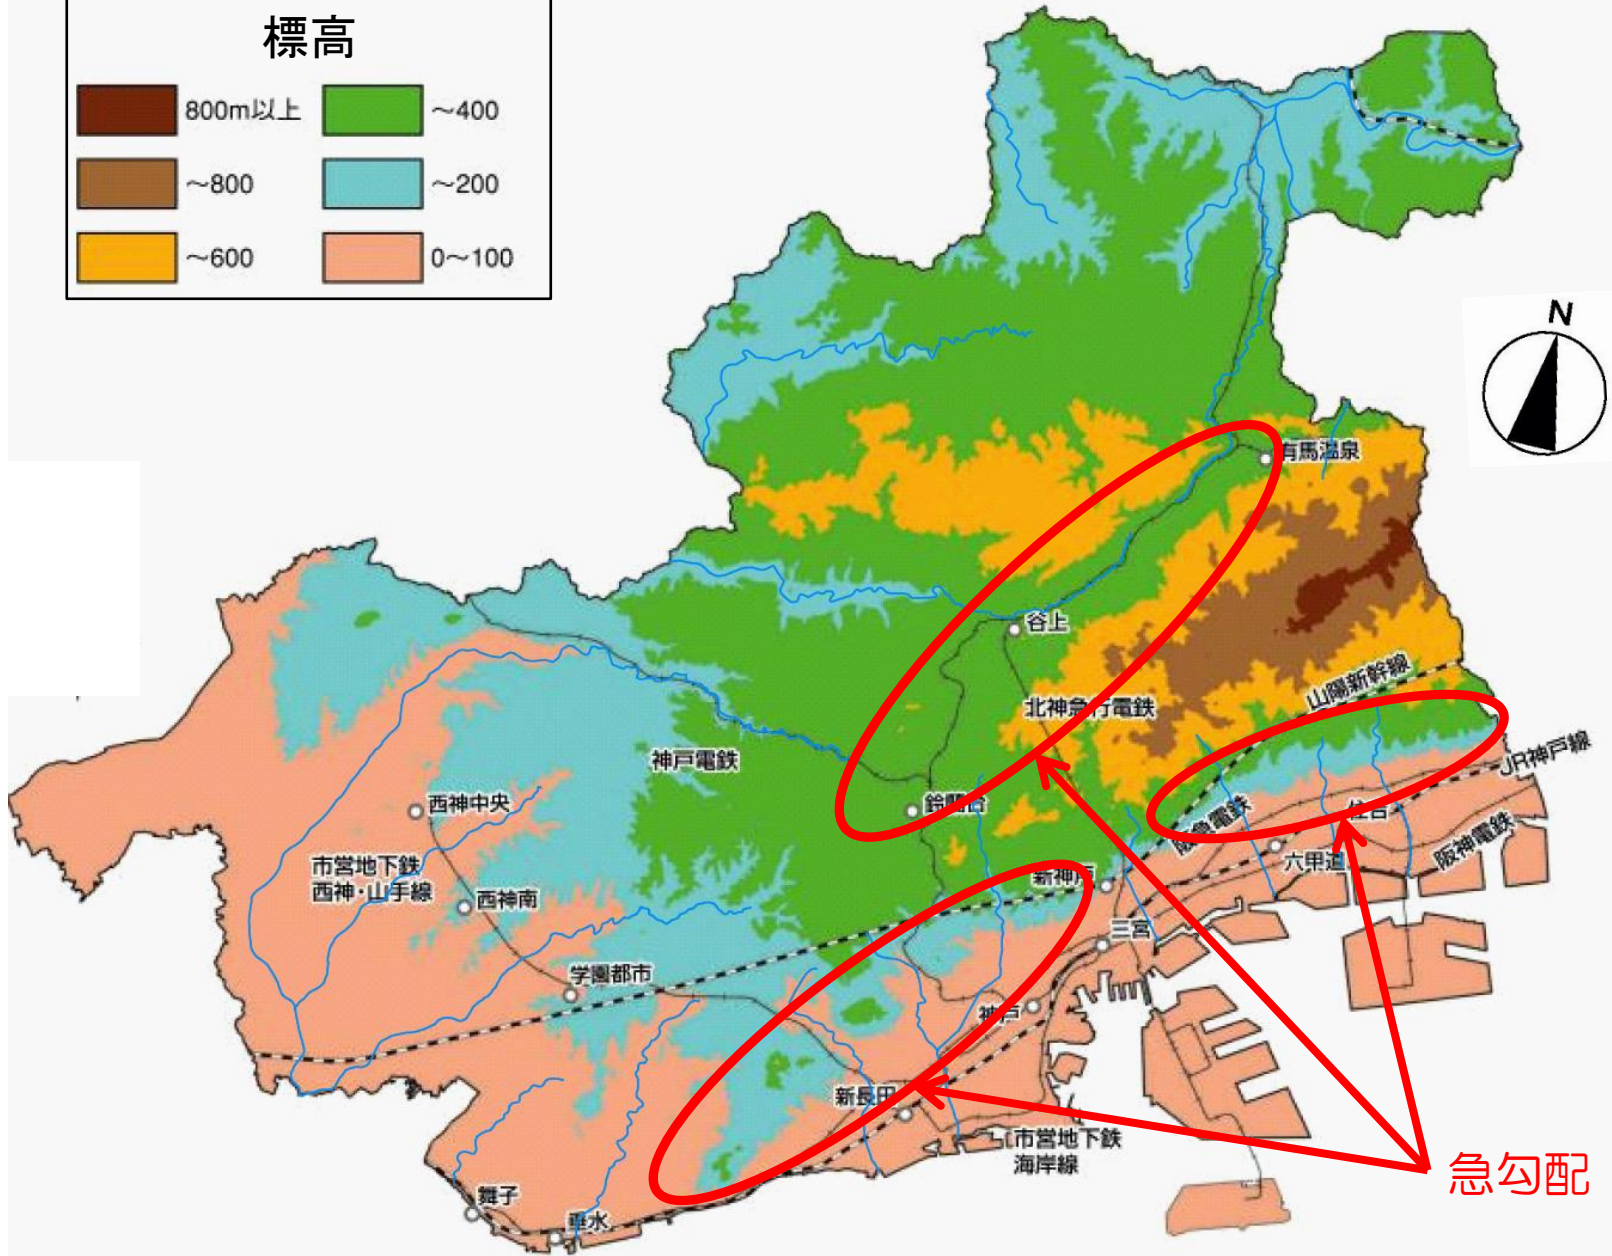 標高
800m以上
～400
～800
～200
～600
0～100
N
有馬温泉
谷上
北神急行電鉄
山陽新幹線
神戸電鉄
JR神戸線
西神中央
鈴蘭台
住吉
阪急電鉄
阪神電鉄
市営地下鉄
西神・山手線
六甲道
新神戸
西神南
三宮
学園都市
神戸
新長田
市営地下鉄
海岸線
急勾配
舞子
垂水